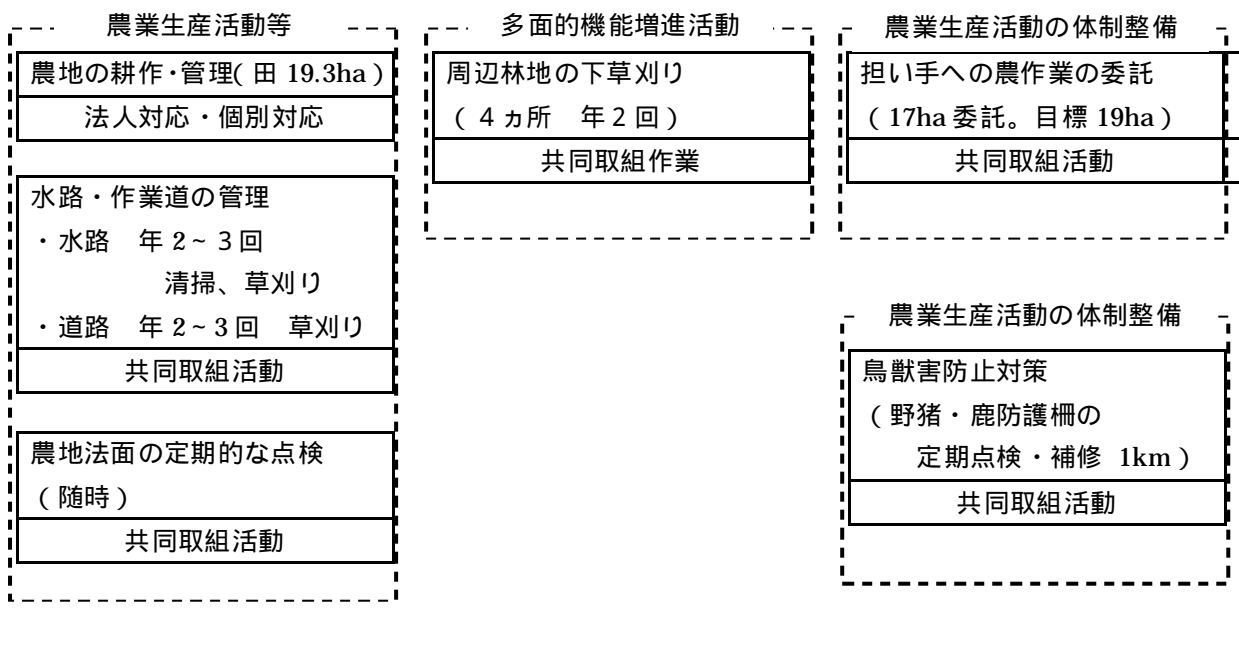 農業生産活動等
農地の耕作・管理(田 19.3ha)
法人対応・個別対応
水路・作業道の管理
・水路　年2~3回
清掃、草刈り
・道路　年2~3回　草刈り
共同取組活動
農地法面の定期的な点検
(随時)
共同取組活動
多面的機能増進活動
周辺林地の下草刈り
(4ヵ所　年2回)
共同取組作業
農業生産活動の体制整備
担い手への農作業の委託
(17ha委託。目標 19ha)
共同取組活動
農業生産活動の体制整備
鳥獣害防止対策
(野猪・鹿防護柵の
定期点検・補修 1km)
共同取組活動